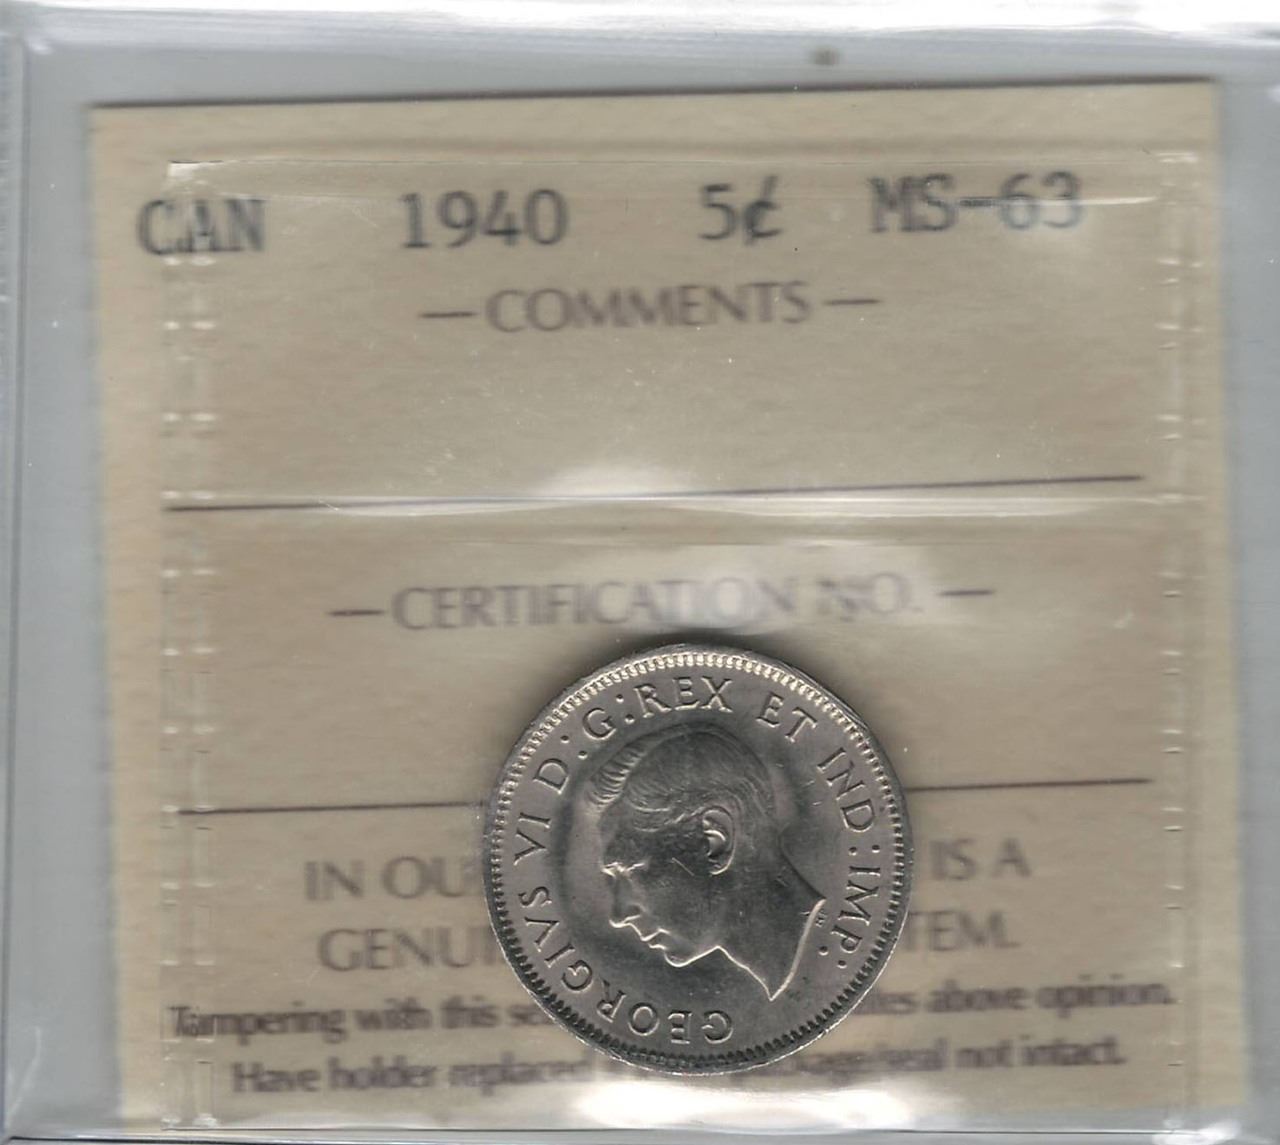 CAN 1940 5¢ MS-63
— COMMENTS —
— CERTIFICATION NO. —
GEORGIVS VI D:G:REX ET IND:IMP:
IN OU IS A
GENUI TEM.
Tampering with this se tes above opinion.
Have holder replaced seal not intact.